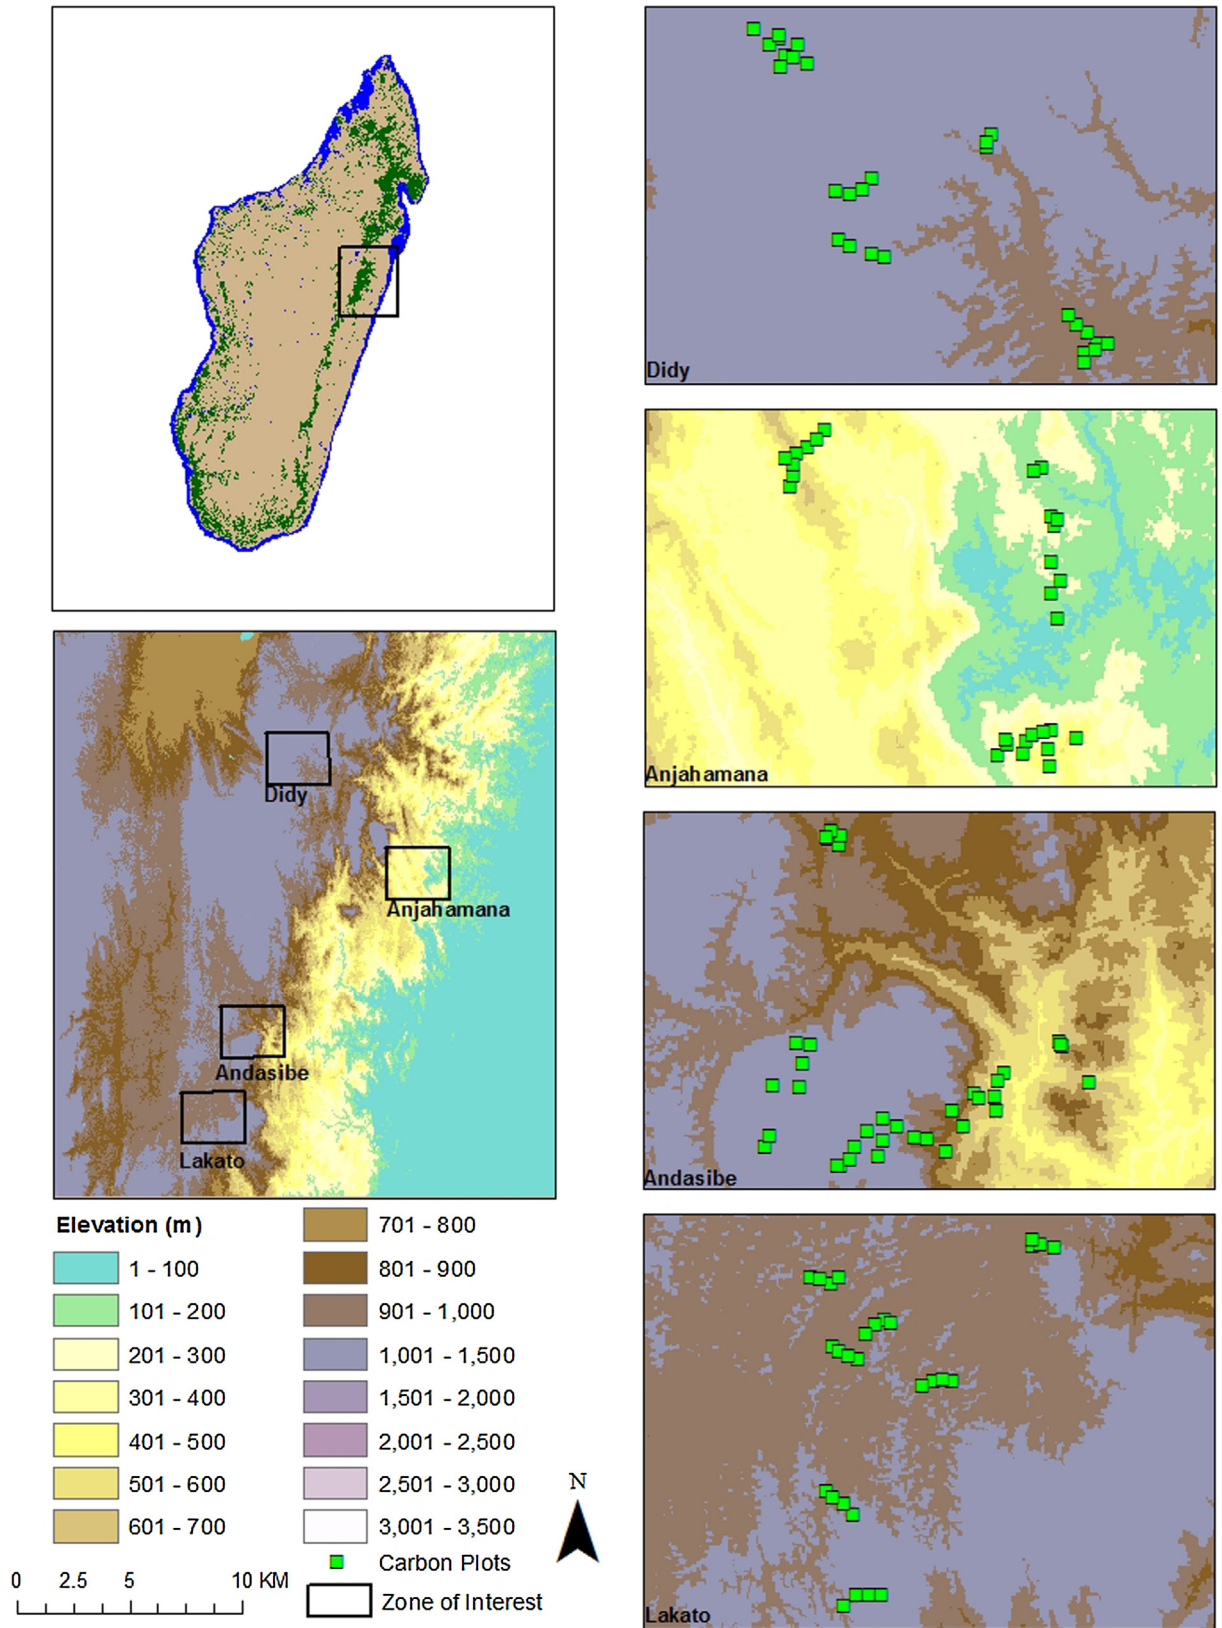 Didy
Anjahamana
Andasibe
Lakato
Didy
Anjahamana
Andasibe
Lakato
Elevation (m)
1 - 100
101 - 200
201 - 300
301 - 400
401 - 500
501 - 600
601 - 700
701 - 800
801 - 900
901 - 1,000
1,001 - 1,500
1,501 - 2,000
2,001 - 2,500
2,501 - 3,000
3,001 - 3,500
Carbon Plots
Zone of Interest
0 2.5 5 10 KM
N